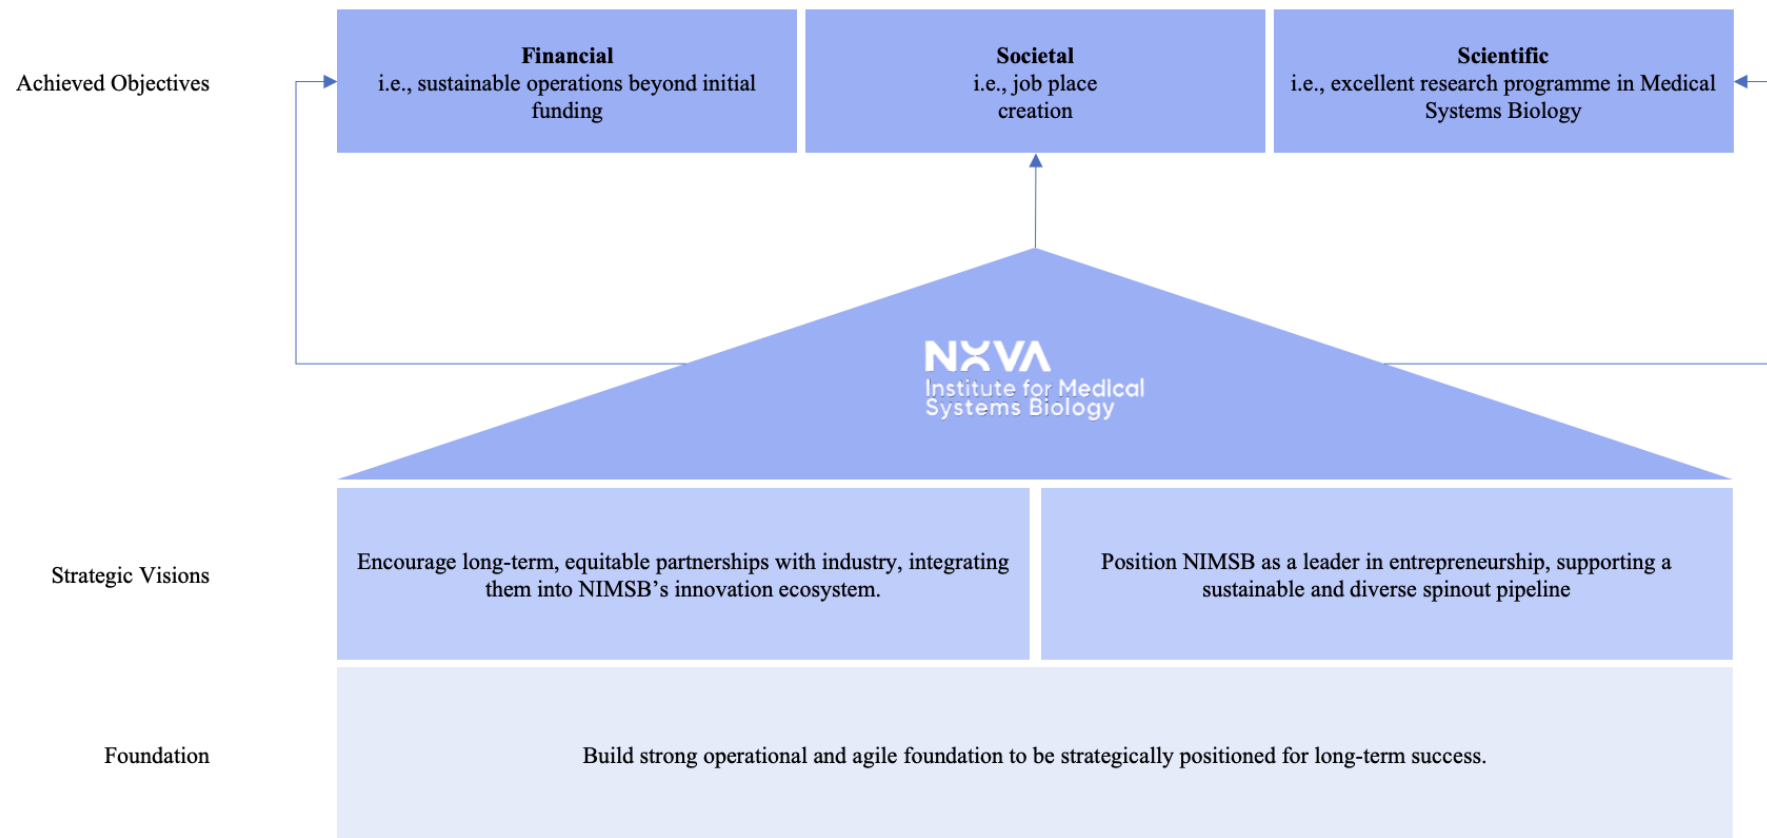 Achieved Objectives
Financial
i.e., sustainable operations beyond initial
funding
Societal
i.e., job place
creation
Scientific
i.e., excellent research programme in Medical
Systems Biology
NOVA
Institute for Medical
Systems Biology
Strategic Visions
Encourage long-term, equitable partnerships with industry, integrating
them into NIMSB’s innovation ecosystem.
Position NIMSB as a leader in entrepreneurship, supporting a
sustainable and diverse spinout pipeline
Foundation
Build strong operational and agile foundation to be strategically positioned for long-term success.